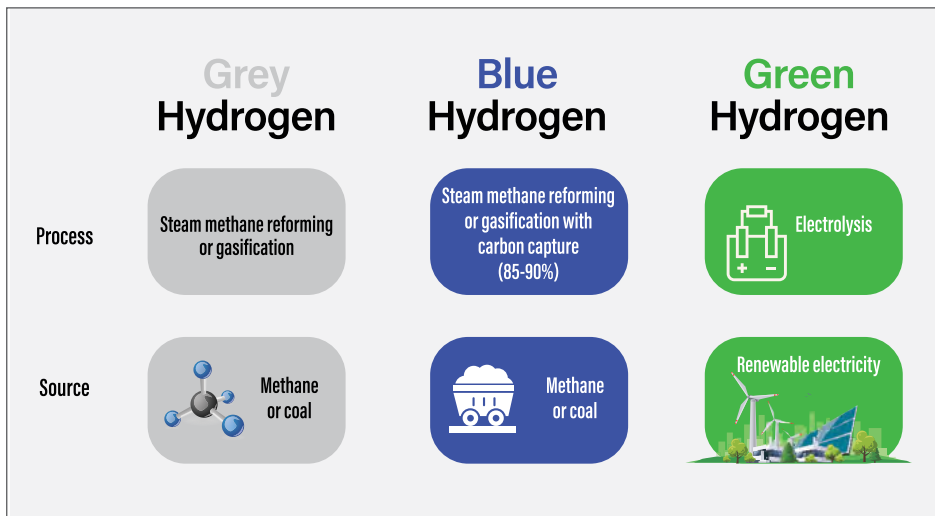 Grey
Hydrogen
Blue
Hydrogen
Green
Hydrogen
Process
Steam methane reforming
or gasification
Steam methane reforming
or gasification with
carbon capture
(85-90%)
+ −
Electrolysis
Source
Methane
or coal
Methane
or coal
Renewable electricity